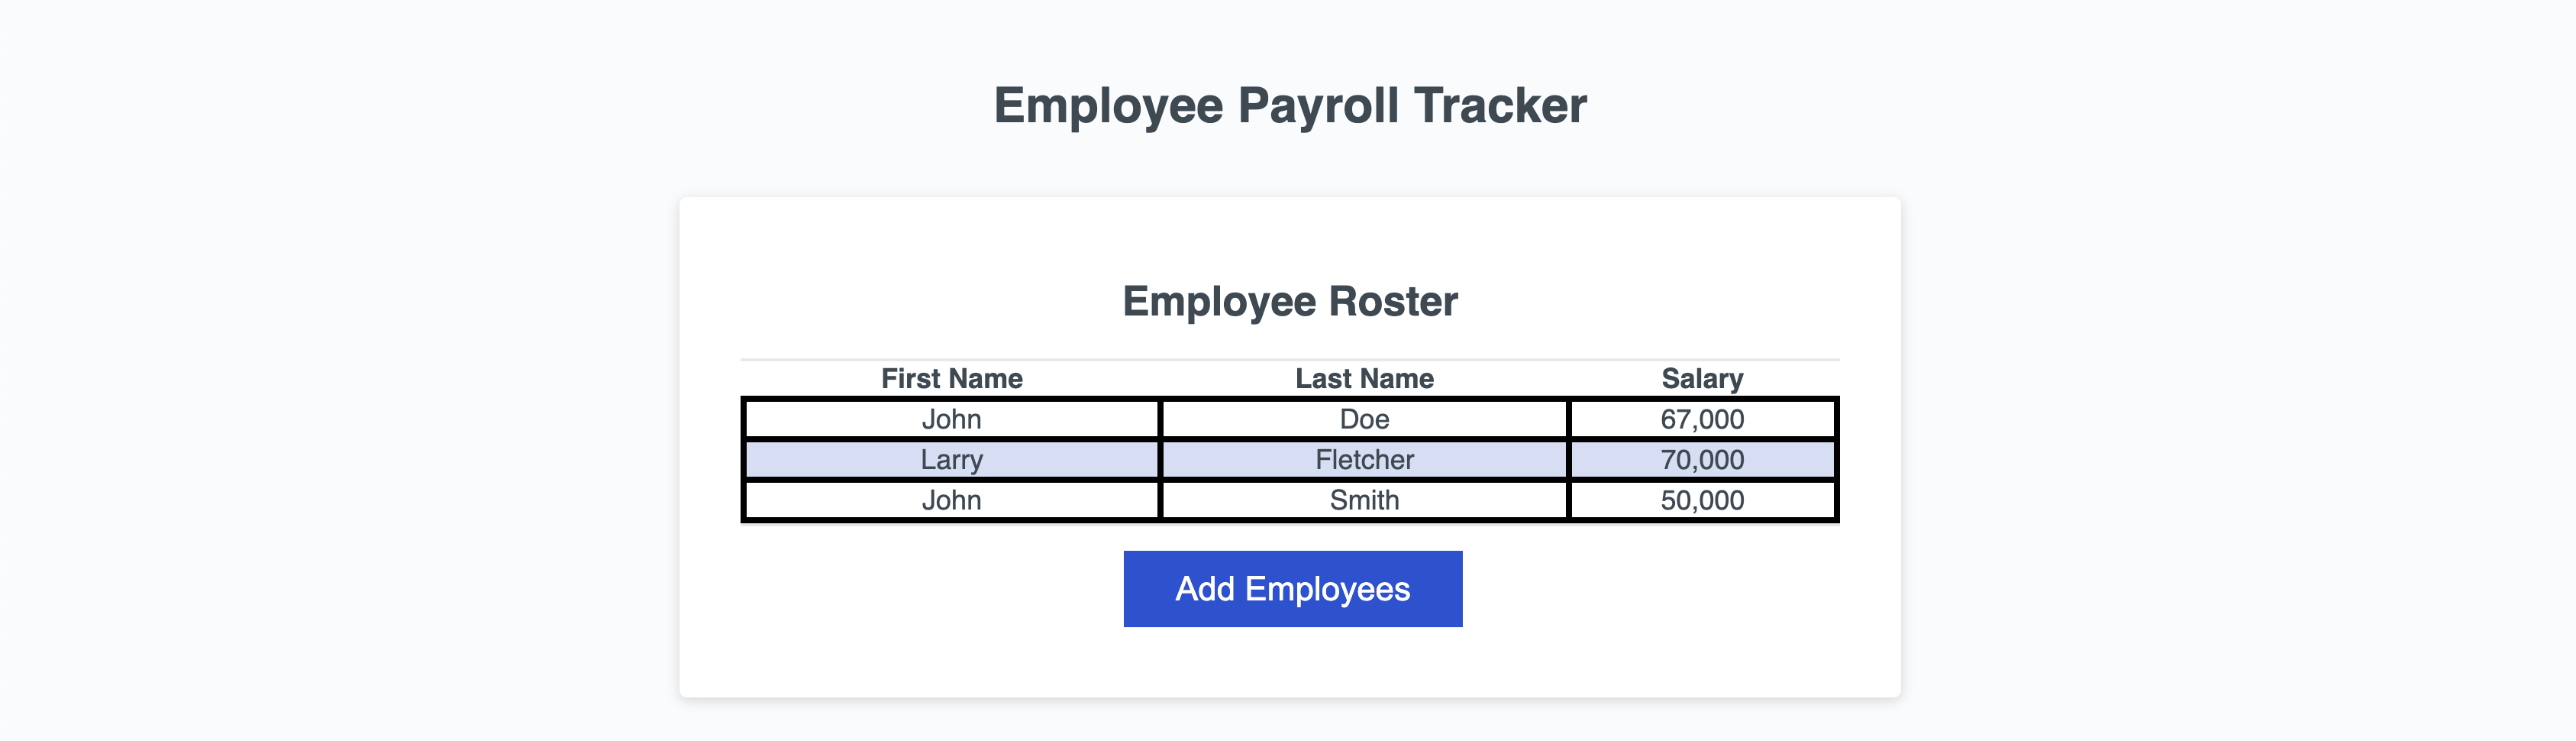 Employee Payroll Tracker
Employee Roster
First Name Last Name Salary
John Doe 67,000
Larry Fletcher 70,000
John Smith 50,000
Add Employees